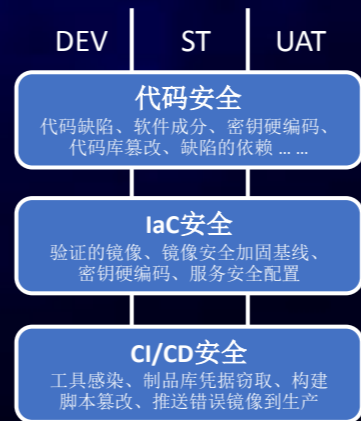 DEV ST UAT
代码安全
代码缺陷、软件成分、密钥硬编码、
代码库篡改、缺陷的依赖 ... ...
IaC安全
验证的镜像、镜像安全加固基线、
密钥硬编码、服务安全配置
CI/CD安全
工具感染、制品库凭据窃取、构建
脚本篡改、推送错误镜像到生产